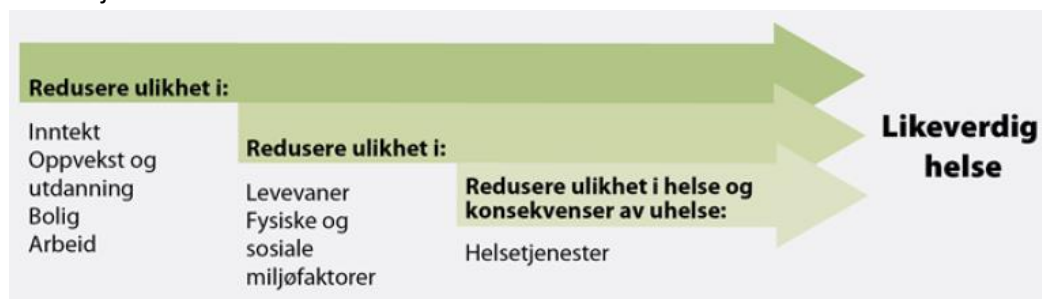 Redusere ulikhet i:
Inntekt
Oppvekst og
utdanning
Bolig
Arbeid
Redusere ulikhet i:
Levevaner
Fysiske og
sosiale
miljøfaktorer
Redusere ulikhet i helse og
konsekvenser av uhelse:
Helsetjenester
Likeverdig
helse